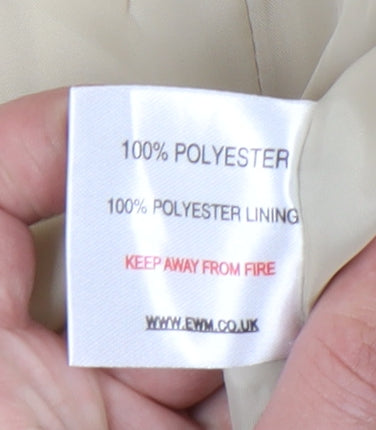 100% POLYESTER
100% POLYESTER LINING
KEEP AWAY FROM FIRE
WWW.EWM.CO.UK